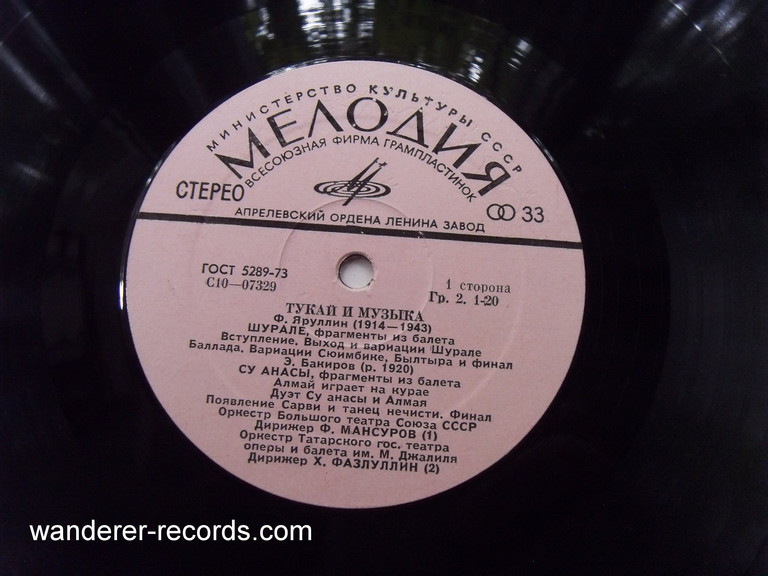 МИНИСТЕРСТВО КУЛЬТУРЫ СССР
МЕЛОДИЯ
ВСЕСОЮЗНАЯ ФИРМА ГРАМПЛАСТИНОК
СТЕРЕО
33
АПРЕЛЕВСКИЙ ОРДЕНА ЛЕНИНА ЗАВОД
ГОСТ 5289-73
С10—07329
1 сторона
Гр. 2. 1-20
ТУКАЙ И МУЗЫКА
Ф. Яруллин (1914—1943)
ШУРАЛЕ, фрагменты из балета
Вступление. Выход и вариации Шурале
Баллада, Вариации Сюимбике, Былтыра и финал
Э. Бакиров (р. 1920)
СУ АНАСЫ, фрагменты из балета
Алмай играет на курае
Дуэт Су анасы и Алмая
Появление Сарви и танец нечисти. Финал
Оркестр Большого театра Союза ССР
Дирижер Ф. МАНСУРОВ (1)
Оркестр Татарского гос. театра
оперы и балета им. М. Джалиля
Дирижер Х. ФАЗЛУЛЛИН (2)
wanderer-records.com